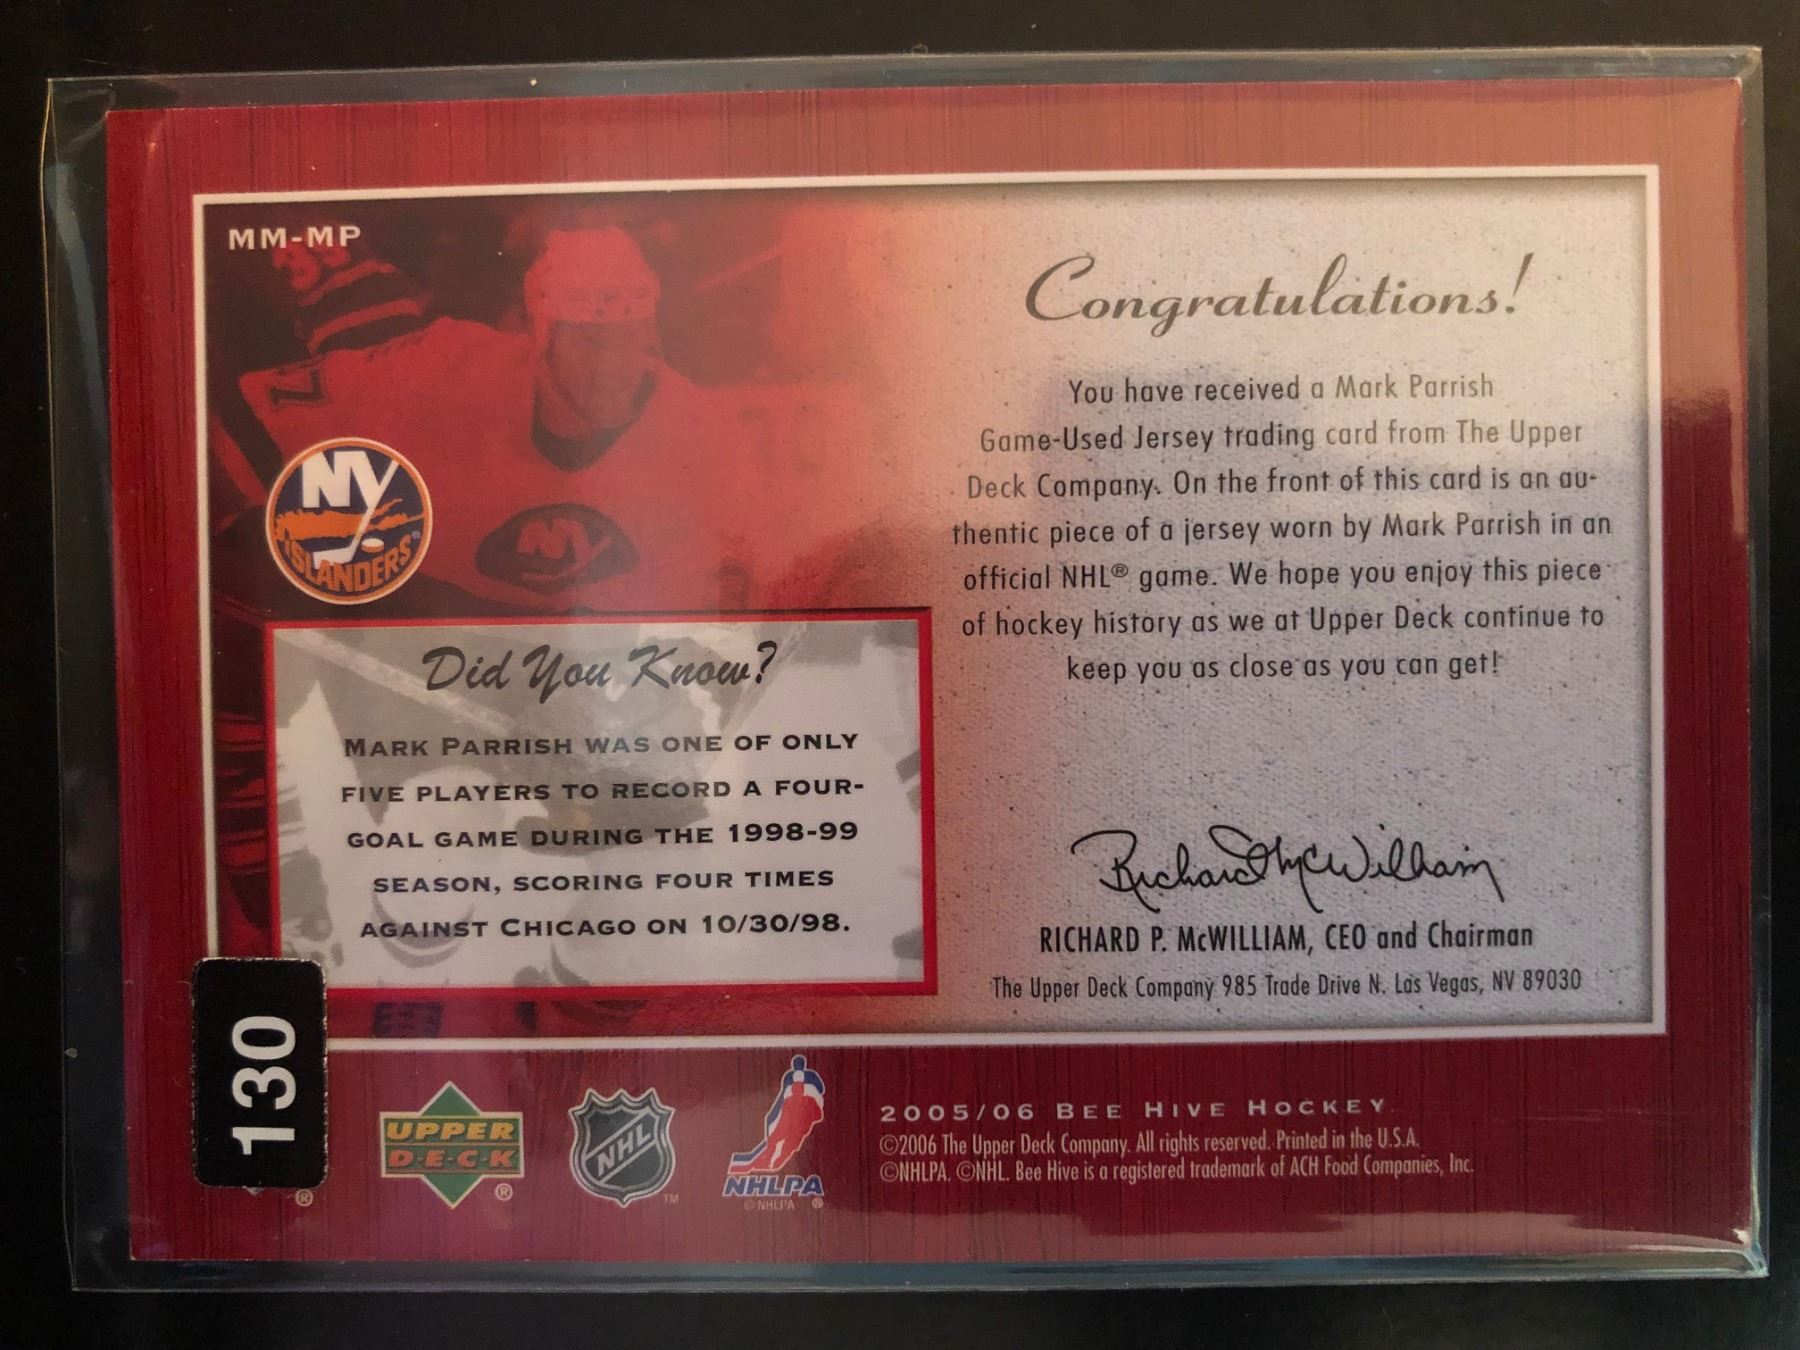 MM-MP
NY
ISLANDERS
NY
Did You Know?
MARK PARRISH WAS ONE OF ONLY
FIVE PLAYERS TO RECORD A FOUR-
GOAL GAME DURING THE 1998-99
SEASON, SCORING FOUR TIMES
AGAINST CHICAGO ON 10/30/98.
Congratulations!
You have received a Mark Parrish
Game-Used Jersey trading card from The Upper
Deck Company. On the front of this card is an au-
thentic piece of a jersey worn by Mark Parrish in an
official NHL® game. We hope you enjoy this piece
of hockey history as we at Upper Deck continue to
keep you as close as you can get!
Richard P. McWilliam
RICHARD P. McWILLIAM, CEO and Chairman
The Upper Deck Company 985 Trade Drive N. Las Vegas, NV 89030
130
®
UPPER
D·E·C·K
®
NHL
TM
NHLPA
© NHLPA ®
2005/06 BEE HIVE HOCKEY
©2006 The Upper Deck Company. All rights reserved. Printed in the U.S.A.
©NHLPA. ©NHL. Bee Hive is a registered trademark of ACH Food Companies, Inc.